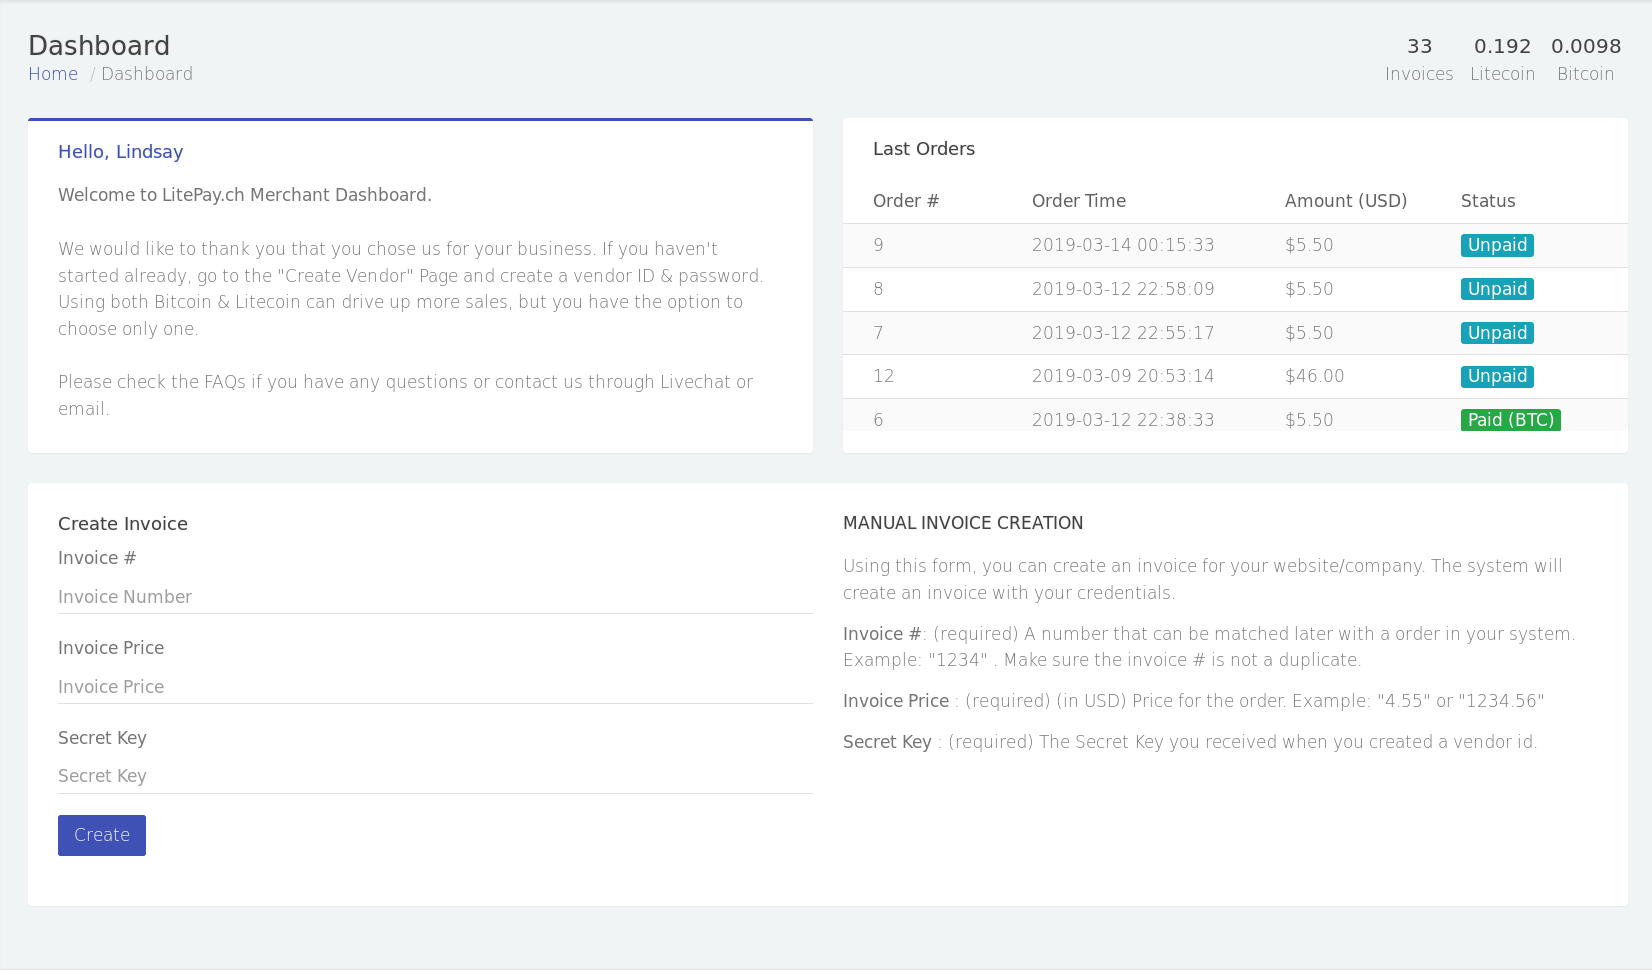 Dashboard
Home / Dashboard
33 0.192 0.0098
Invoices Litecoin Bitcoin
Hello, Lindsay
Welcome to LitePay.ch Merchant Dashboard.
We would like to thank you that you chose us for your business. If you haven't
started already, go to the "Create Vendor" Page and create a vendor ID & password.
Using both Bitcoin & Litecoin can drive up more sales, but you have the option to
choose only one.
Please check the FAQs if you have any questions or contact us through Livechat or
email.
Last Orders
Order # Order Time Amount (USD) Status
9 2019-03-14 00:15:33 $5.50 Unpaid
8 2019-03-12 22:58:09 $5.50 Unpaid
7 2019-03-12 22:55:17 $5.50 Unpaid
12 2019-03-09 20:53:14 $46.00 Unpaid
6 2019-03-12 22:38:33 $5.50 Paid (BTC)
Create Invoice
Invoice #
Invoice Number
Invoice Price
Invoice Price
Secret Key
Secret Key
Create
MANUAL INVOICE CREATION
Using this form, you can create an invoice for your website/company. The system will
create an invoice with your credentials.
Invoice #: (required) A number that can be matched later with a order in your system.
Example: "1234" . Make sure the invoice # is not a duplicate.
Invoice Price : (required) (in USD) Price for the order. Example: "4.55" or "1234.56"
Secret Key : (required) The Secret Key you received when you created a vendor id.